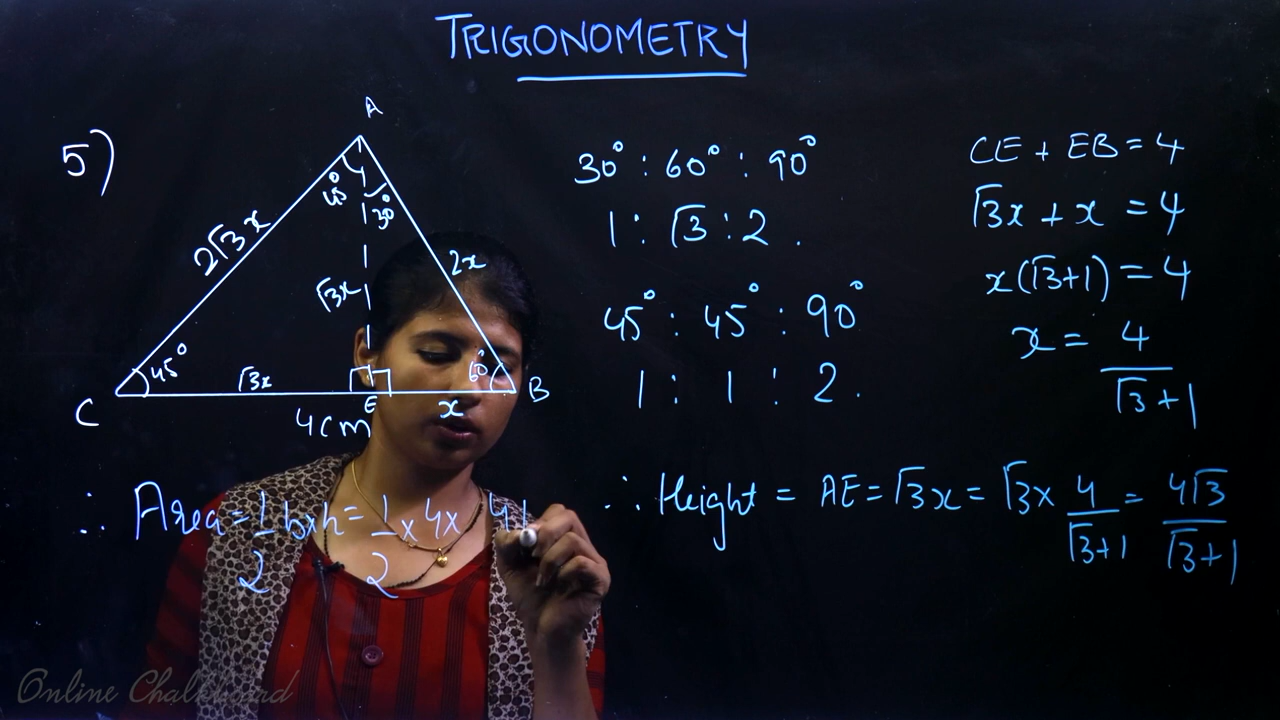 TRIGONOMETRY
5)
A
45° 30°
2√3 x
2x
√3x
45°
60°
√3x
C
E
x
B
4cm
30° : 60° : 90°
1 : √3 : 2 .
45° : 45° : 90°
1 : 1 : 2 .
CE + EB = 4
√3x + x = 4
x(√3+1) = 4
x = 4/(√3+1)
∴ Area = 1/2 b×h = 1/2 × 4 × 4
∴ Height = AE = √3x = √3 × 4/(√3+1) = 4√3/(√3+1)
Online Chalkboard